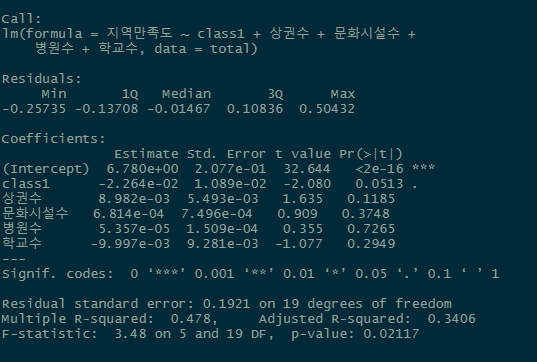 Call:
lm(formula = 지역만족도 ~ class1 + 상권수 + 문화시설수 +
병원수 + 학교수, data = total)
Residuals:
Min 1Q Median 3Q Max
-0.25735 -0.13708 -0.01467 0.10836 0.50432
Coefficients:
Estimate Std. Error t value Pr(>|t|)
(Intercept) 6.780e+00 2.077e-01 32.644 <2e-16 ***
class1 -2.264e-02 1.089e-02 -2.080 0.0513 .
상권수 8.982e-03 5.493e-03 1.635 0.1185
문화시설수 6.814e-04 7.496e-04 0.909 0.3748
병원수 5.357e-05 1.509e-04 0.355 0.7265
학교수 -9.997e-03 9.281e-03 -1.077 0.2949
---
Signif. codes: 0 ‘***’ 0.001 ‘**’ 0.01 ‘*’ 0.05 ‘.’ 0.1 ‘ ’ 1
Residual standard error: 0.1921 on 19 degrees of freedom
Multiple R-squared: 0.478, Adjusted R-squared: 0.3406
F-statistic: 3.48 on 5 and 19 DF, p-value: 0.02117